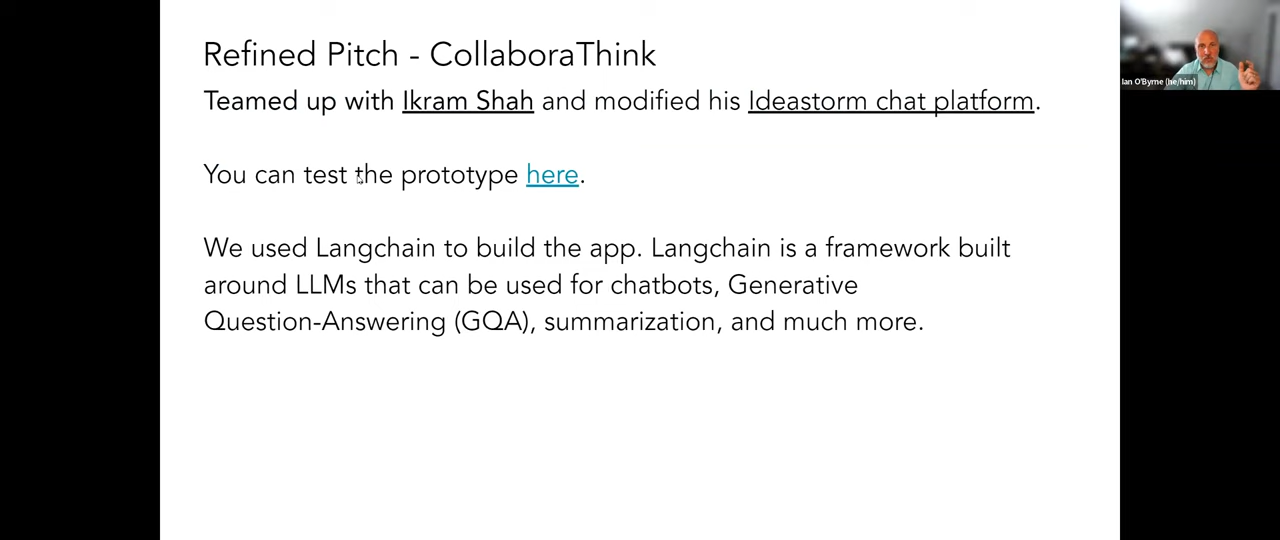 Refined Pitch - CollaboraThink
Teamed up with Ikram Shah and modified his Ideastorm chat platform.
You can test the prototype here.
We used Langchain to build the app. Langchain is a framework built
around LLMs that can be used for chatbots, Generative
Question-Answering (GQA), summarization, and much more.
Ian O'Byrne (he/him)